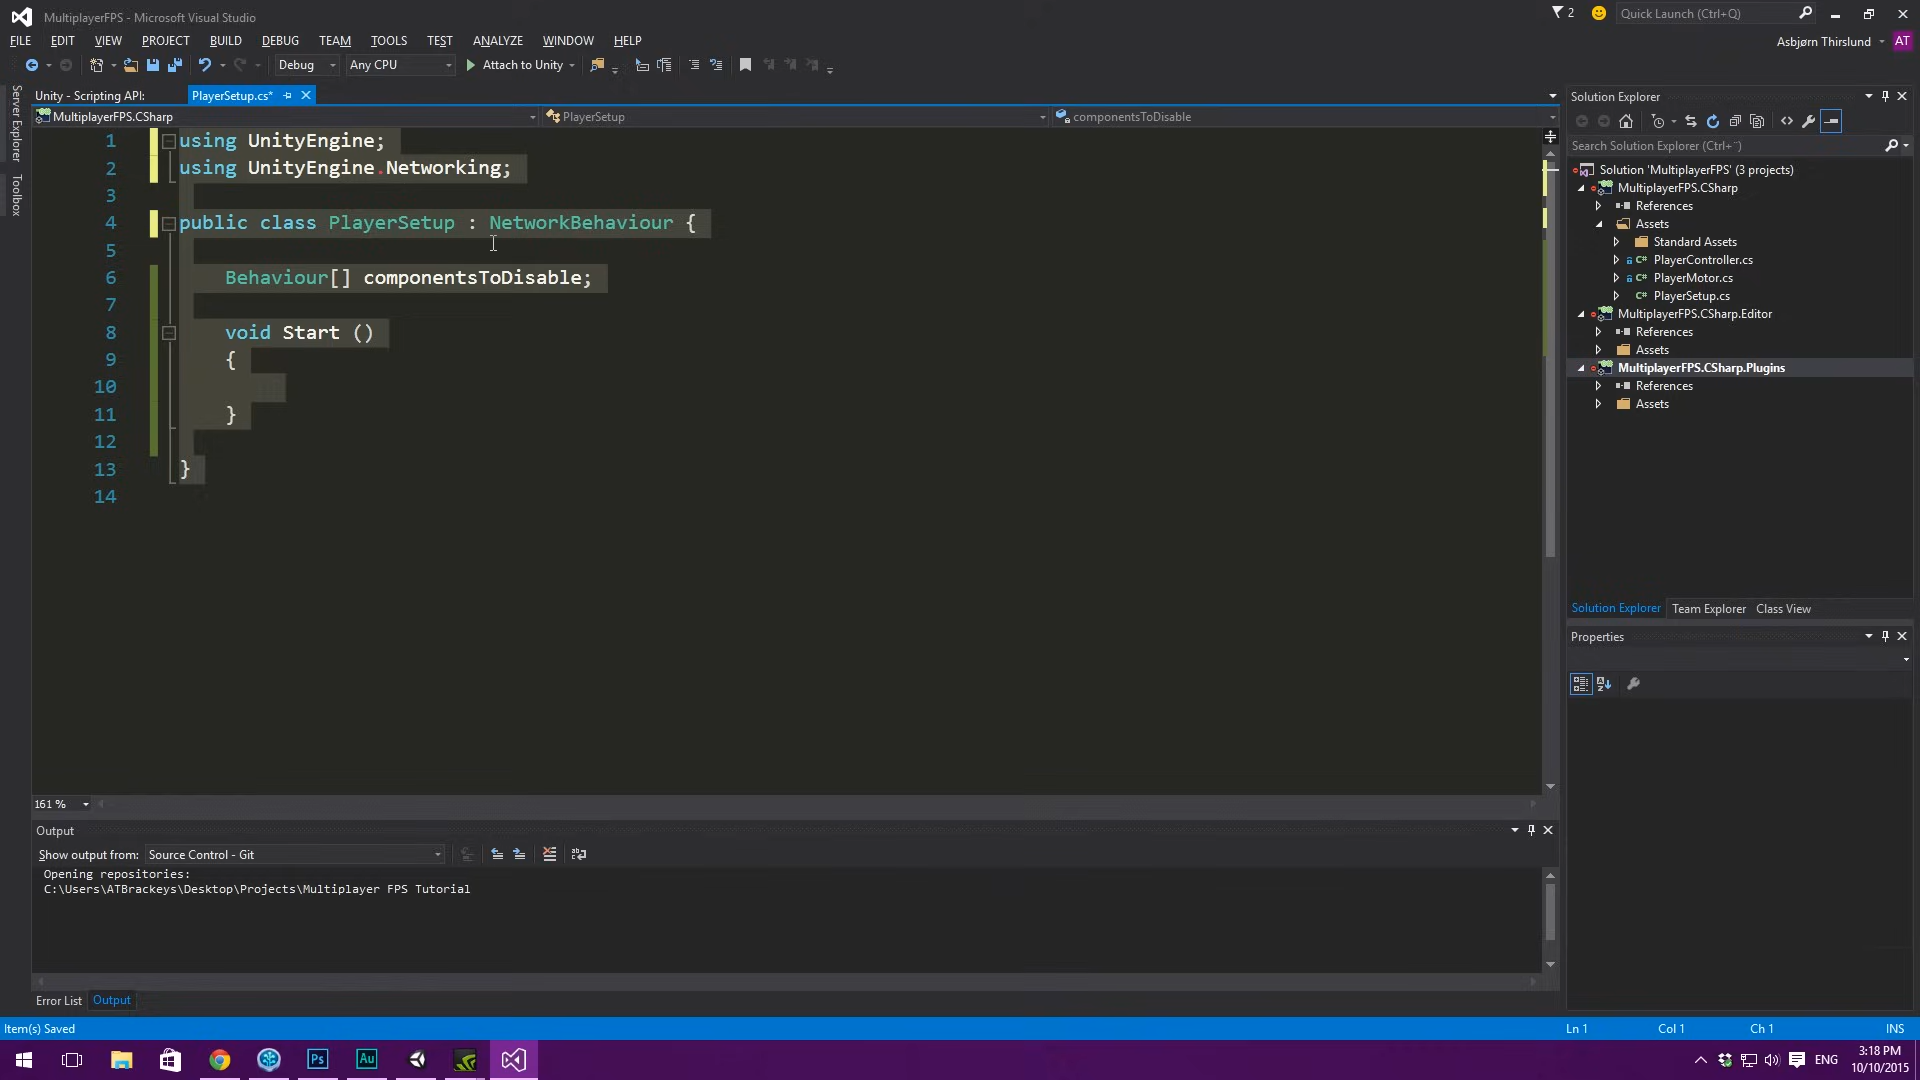 MultiplayerFPS - Microsoft Visual Studio
2
Quick Launch (Ctrl+Q)
FILE EDIT VIEW PROJECT BUILD DEBUG TEAM TOOLS TEST ANALYZE WINDOW HELP
Asbjørn Thirslund
AT
Debug
Any CPU
Attach to Unity
Server Explorer
Toolbox
Unity - Scripting API:
PlayerSetup.cs*
MultiplayerFPS.CSharp
PlayerSetup
componentsToDisable
1 using UnityEngine;
2 using UnityEngine.Networking;
3
4 public class PlayerSetup : NetworkBehaviour {
5
6 Behaviour[] componentsToDisable;
7
8 void Start ()
9 {
10
11 }
12
13 }
14
161 %
Output
Show output from: Source Control - Git
Opening repositories:
C:\Users\ATBrackeys\Desktop\Projects\Multiplayer FPS Tutorial
Error List Output
Solution Explorer
Search Solution Explorer (Ctrl+¨)
Solution 'MultiplayerFPS' (3 projects)
MultiplayerFPS.CSharp
References
Assets
Standard Assets
C# PlayerController.cs
C# PlayerMotor.cs
C# PlayerSetup.cs
MultiplayerFPS.CSharp.Editor
References
Assets
MultiplayerFPS.CSharp.Plugins
References
Assets
Solution Explorer Team Explorer Class View
Properties
Item(s) Saved
Ln 1 Col 1 Ch 1 INS
Ps
Au
ENG
3:18 PM
10/10/2015